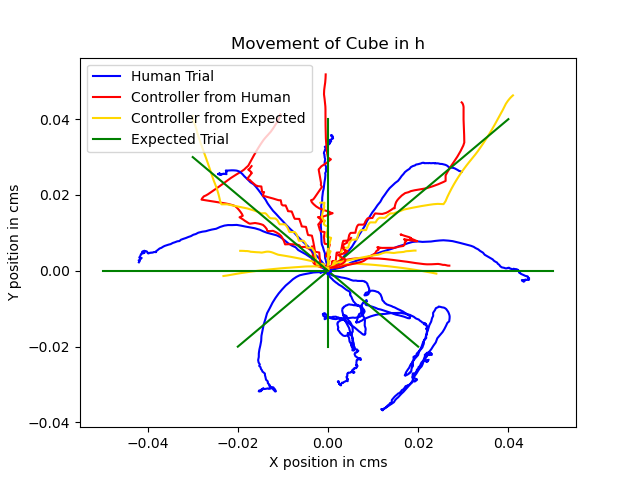 Movement of Cube in h
Human Trial
Controller from Human
Controller from Expected
Expected Trial
Y position in cms
0.04
0.02
0.00
−0.02
−0.04
−0.04
−0.02
0.00
0.02
0.04
X position in cms